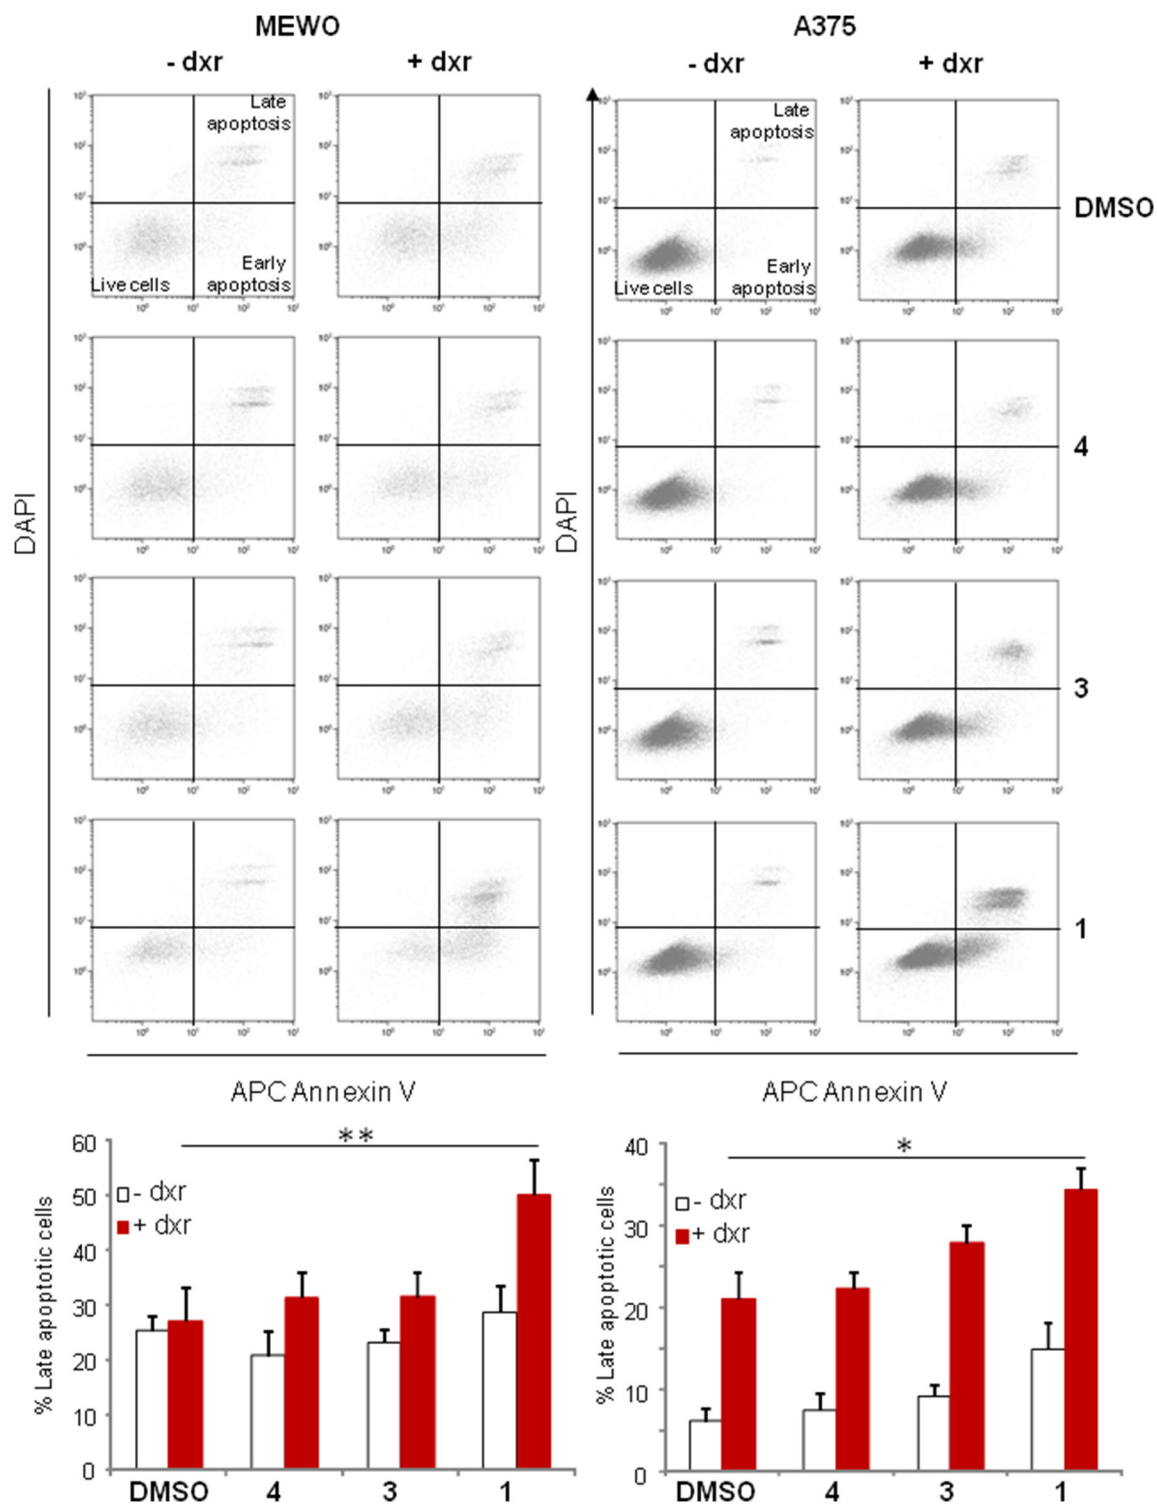 MEWO
A375
- dxr
+ dxr
- dxr
+ dxr
Late
apoptosis
Live cells
Early
apoptosis
Late
apoptosis
Live cells
Early
apoptosis
DMSO
4
3
1
DAPI
DAPI
APC Annexin V
APC Annexin V
% Late apoptotic cells
60
50
40
30
20
10
0
**
- dxr
+ dxr
DMSO 4 3 1
% Late apoptotic cells
40
30
20
10
0
*
- dxr
+ dxr
DMSO 4 3 1